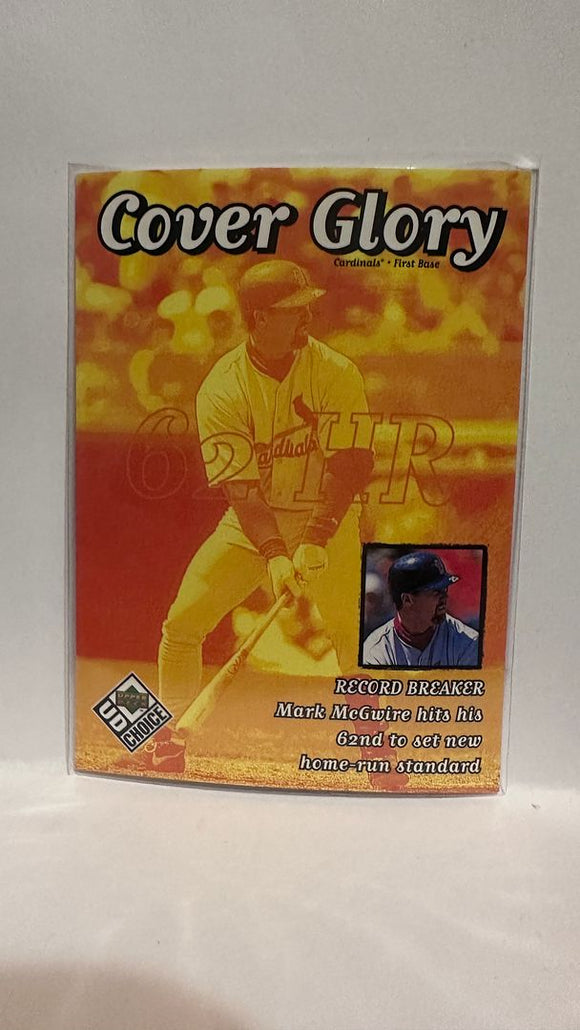 Cover Glory
Cardinals® • First Base
62 HR
Cardinals
RECORD BREAKER
Mark McGwire hits his
62nd to set new
home-run standard
UPPER DECK
UD CHOICE